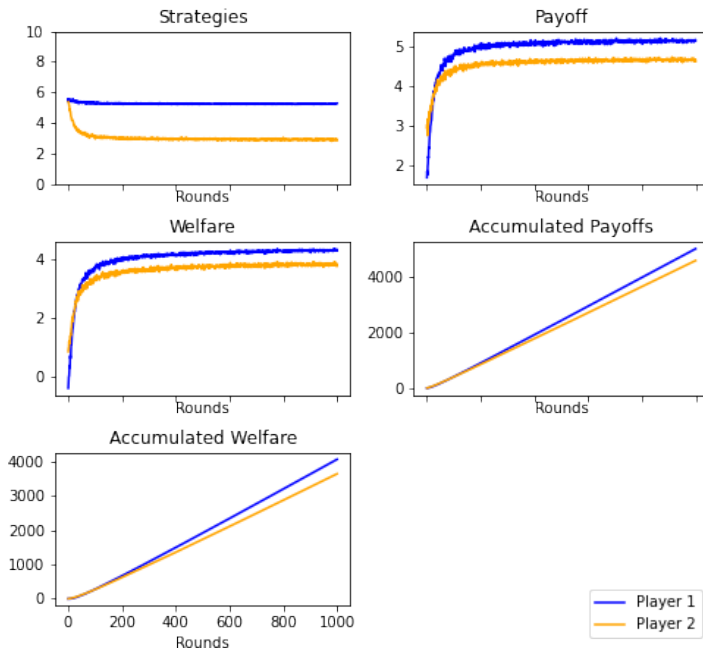 Strategies
10
8
6
4
2
0
Rounds
Payoff
5
4
3
2
Rounds
Welfare
4
2
0
Rounds
Accumulated Payoffs
4000
2000
0
Rounds
Accumulated Welfare
4000
3000
2000
1000
0
0 200 400 600 800 1000
Rounds
Player 1
Player 2